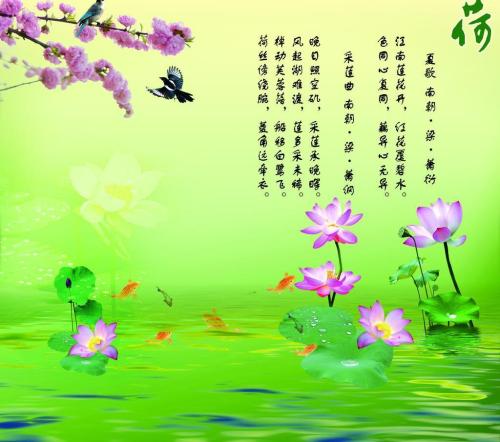 荷
夏歌 南朝·梁·萧衍
江南莲花开，红花覆碧水。
色同心复同，藕异心无异。
采莲曲 南朝·梁·萧纲
晚日照空矶，采莲承晚晖。
风起湖难渡，莲多采未稀。
棹动芙蓉落，船移白鹭飞。
荷丝傍绕腕，菱角远牵衣。